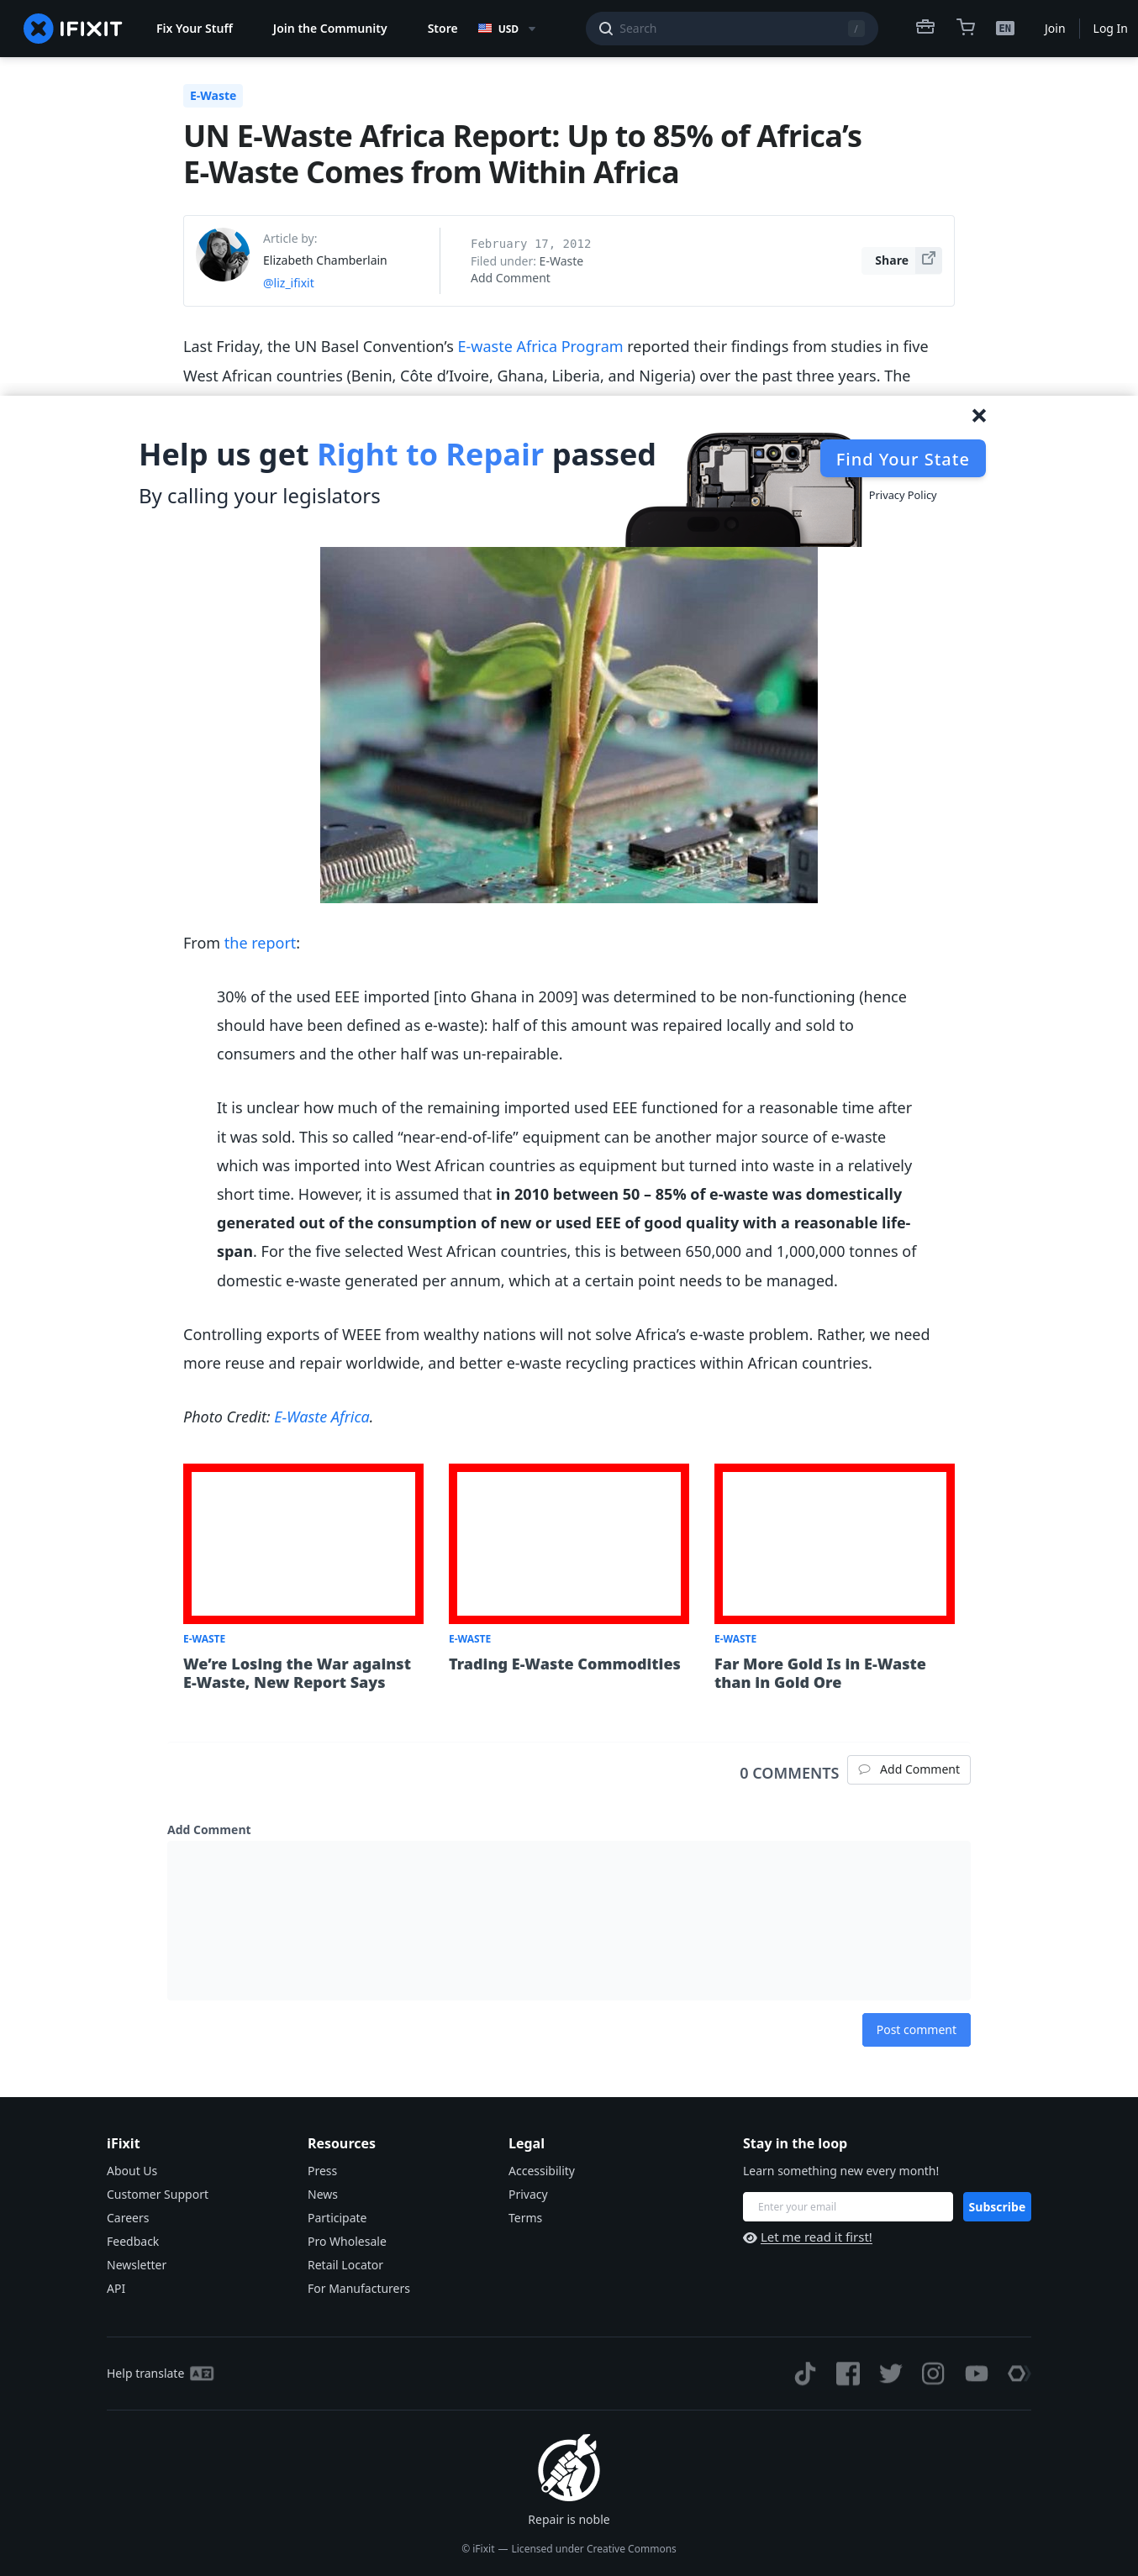 IFIXIT
Fix Your Stuff
Join the Community
Store
USD
Search
/
EN
Join
Log In
E-Waste
UN E-Waste Africa Report: Up to 85% of Africa’s
E-Waste Comes from Within Africa
Article by:
Elizabeth Chamberlain
@liz_ifixit
February 17, 2012
Filed under: E-Waste
Add Comment
Share
Last Friday, the UN Basel Convention’s E-waste Africa Program reported their findings from studies in five
West African countries (Benin, Côte d’Ivoire, Ghana, Liberia, and Nigeria) over the past three years. The
Help us get Right to Repair passed
By calling your legislators
Find Your State
Privacy Policy
From the report:
30% of the used EEE imported [into Ghana in 2009] was determined to be non-functioning (hence
should have been defined as e-waste): half of this amount was repaired locally and sold to
consumers and the other half was un-repairable.
It is unclear how much of the remaining imported used EEE functioned for a reasonable time after
it was sold. This so called “near-end-of-life” equipment can be another major source of e-waste
which was imported into West African countries as equipment but turned into waste in a relatively
short time. However, it is assumed that in 2010 between 50 – 85% of e-waste was domestically
generated out of the consumption of new or used EEE of good quality with a reasonable life-
span. For the five selected West African countries, this is between 650,000 and 1,000,000 tonnes of
domestic e-waste generated per annum, which at a certain point needs to be managed.
Controlling exports of WEEE from wealthy nations will not solve Africa’s e-waste problem. Rather, we need
more reuse and repair worldwide, and better e-waste recycling practices within African countries.
Photo Credit: E-Waste Africa.
E-WASTE
We’re Losing the War against
E-Waste, New Report Says
E-WASTE
Trading E-Waste Commodities
E-WASTE
Far More Gold Is in E-Waste
than in Gold Ore
0 COMMENTS
Add Comment
Add Comment
Post comment
iFixit
About Us
Customer Support
Careers
Feedback
Newsletter
API
Resources
Press
News
Participate
Pro Wholesale
Retail Locator
For Manufacturers
Legal
Accessibility
Privacy
Terms
Stay in the loop
Learn something new every month!
Enter your email
Subscribe
Let me read it first!
Help translate
Repair is noble
© iFixit — Licensed under Creative Commons